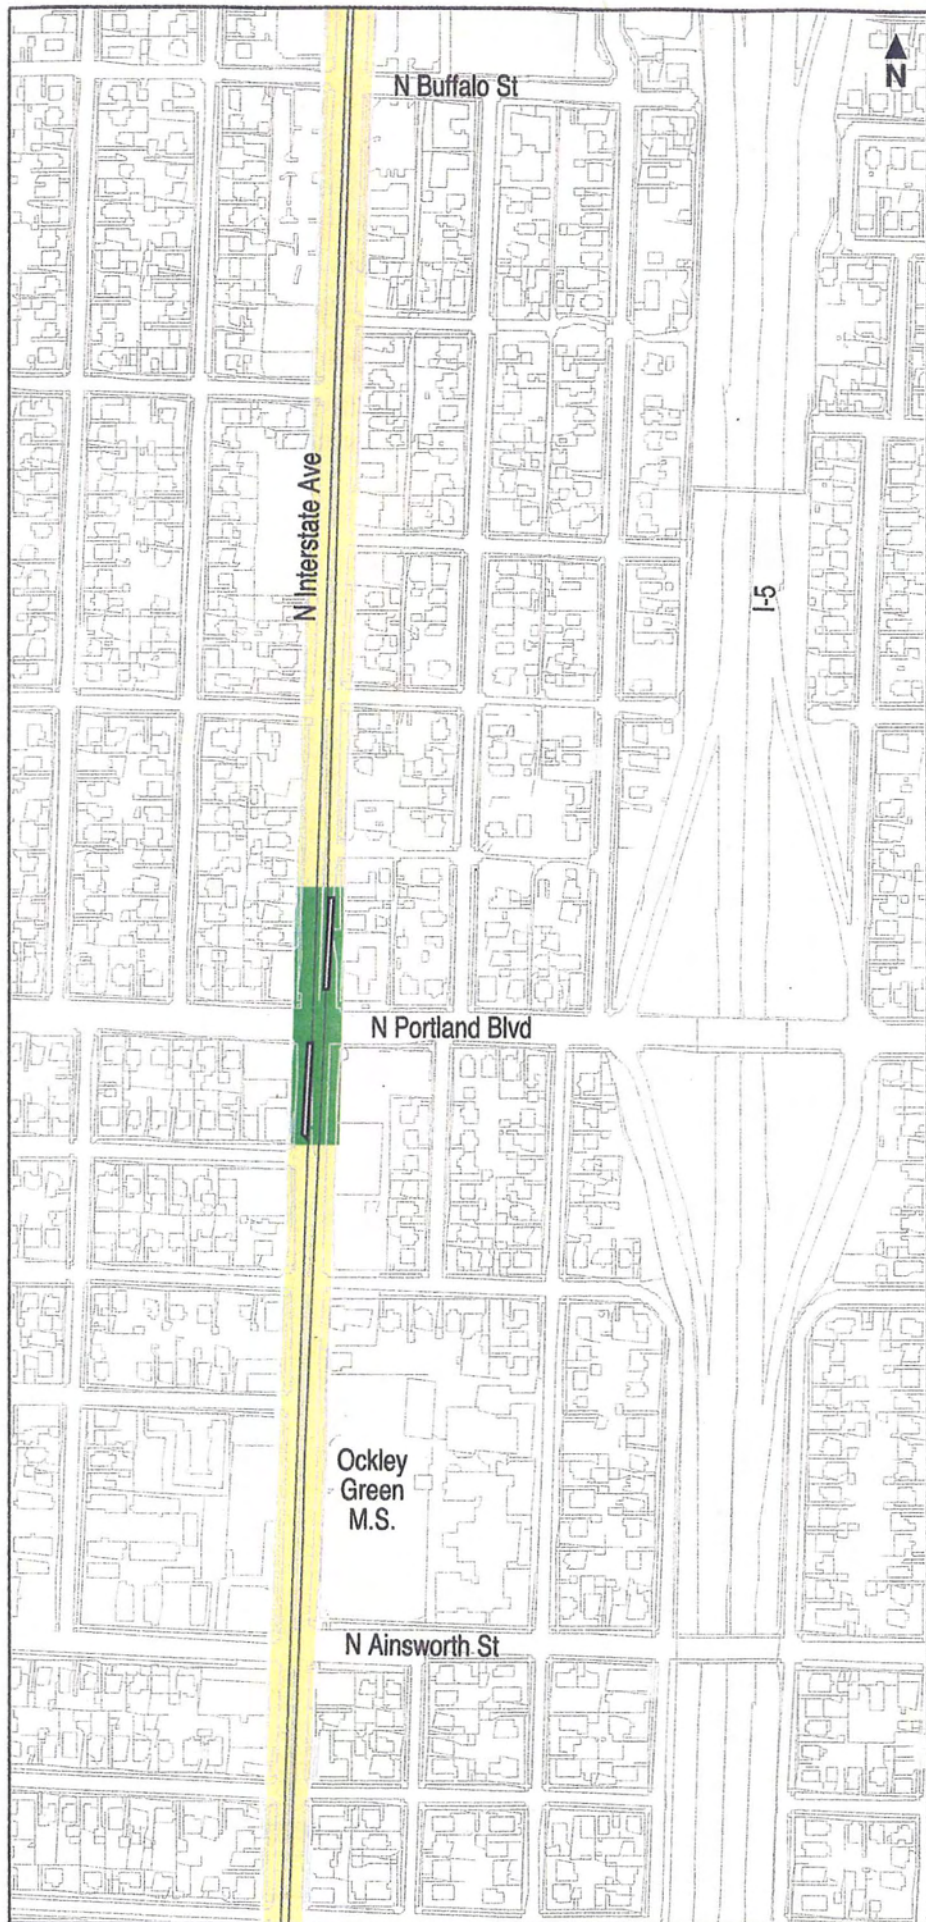 N
N Buffalo St
N Interstate Ave
I-5
N Portland Blvd
Ockley
Green
M.S.
N Ainsworth St